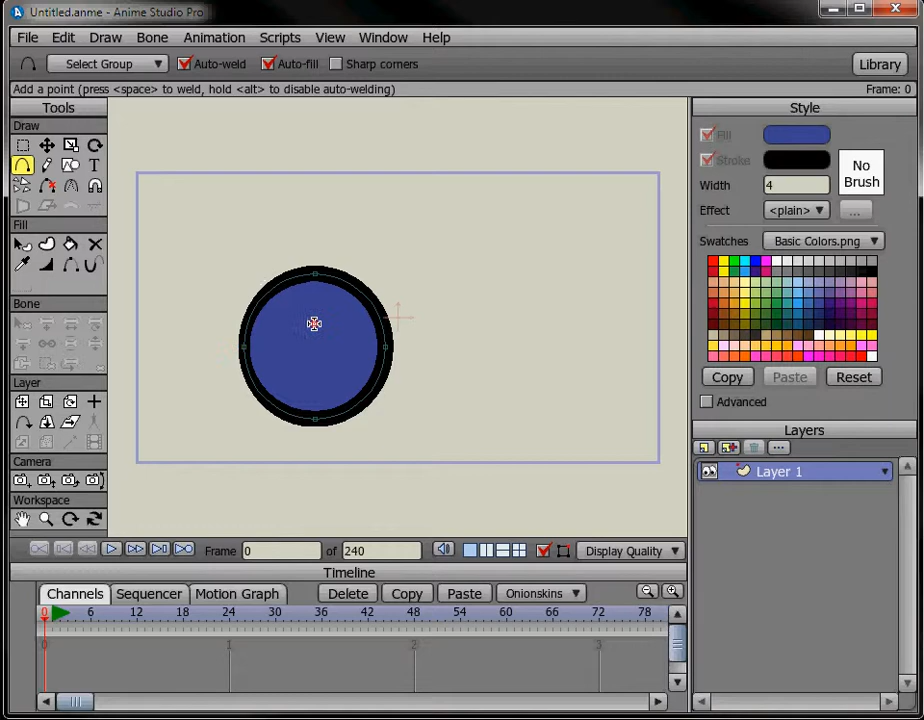 Untitled.anme - Anime Studio Pro
File Edit Draw Bone Animation Scripts View Window Help
Select Group Auto-weld Auto-fill Sharp corners Library
Add a point (press <space> to weld, hold <alt> to disable auto-welding) Frame: 0
Tools
Draw
T
Fill
Bone
Layer
Camera
Workspace
Style
Fill
Stroke
No
Brush
Width 4
Effect <plain> ...
Swatches Basic Colors.png
Copy Paste Reset
Advanced
Layers
Layer 1
Frame 0 of 240 Display Quality
Timeline
Channels Sequencer Motion Graph Delete Copy Paste Onionskins
0 6 12 18 24 30 36 42 48 54 60 66 72 78
0 1 2 3